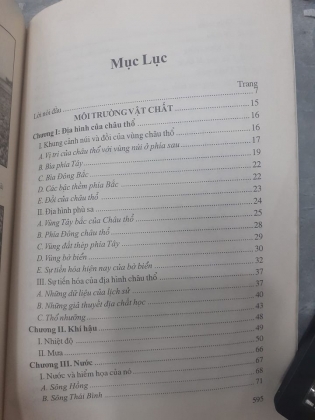 Mục Lục
Trang
Lời nói đầu 7
MÔI TRƯỜNG VẬT CHẤT 15
Chương I: Địa hình của châu thổ 16
I. Khung cảnh núi và đồi của vùng châu thổ 16
A. Vị trí của châu thổ với vùng núi ở phía sau 17
B. Bìa phía Tây 19
C. Bìa Đông Bắc 22
D. Các bậc thềm phía Bắc 22
E. Đồi của châu thổ 23
II. Địa hình phù sa 24
A. Vùng Tây bắc của Châu thổ 25
B. Phía Đông châu thổ 28
C. Vùng đất thấp phía Tây 29
D. Vùng bờ biển 30
E. Sự tiến hóa hiện nay của bờ biển 32
III. Sự tiến hóa của địa hình châu thổ 37
A. Những dữ liệu của lịch sử 37
B. Những giả thuyết địa chất học 40
C. Thổ nhưỡng 43
Chương II. Khí hậu 48
I. Nhiệt độ 49
II. Mưa 50
Chương III. Nước 66
I. Nước và hiểm họa của nó 67
A. Sông Hồng 68
B. Sông Thái Bình 71
595